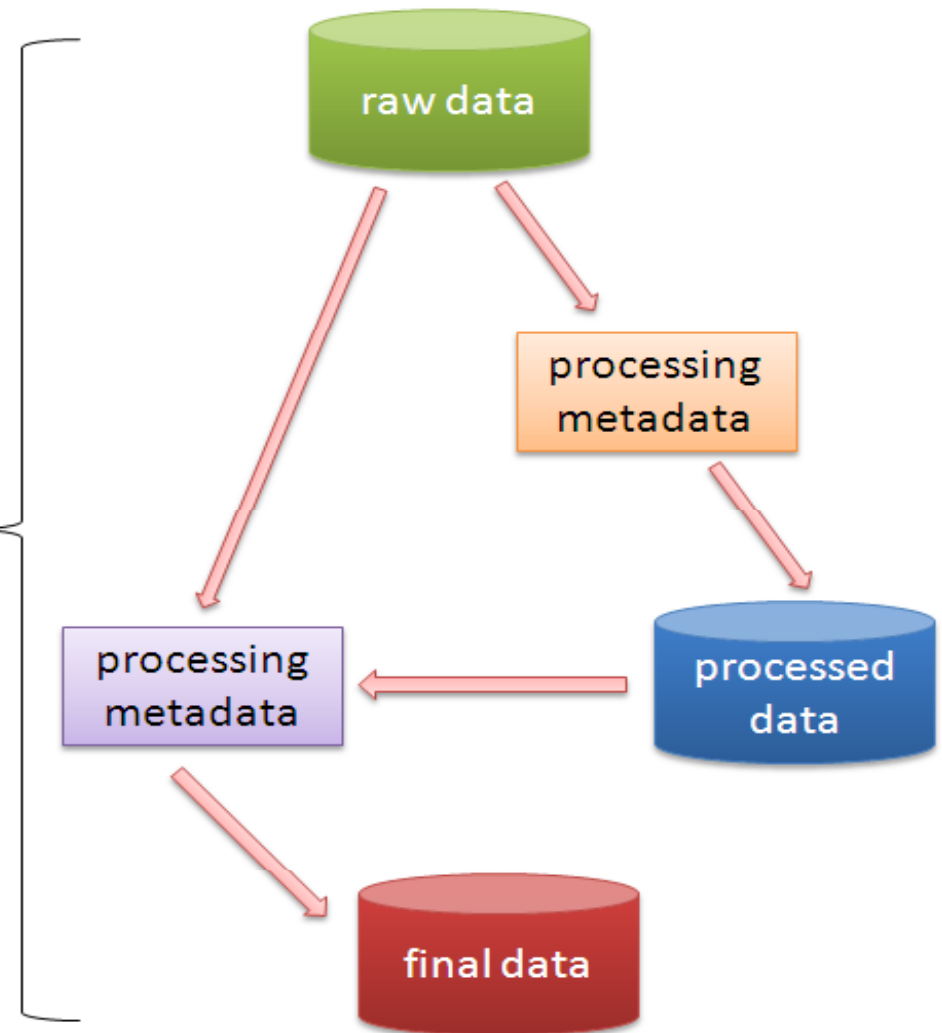 raw data
processing
metadata
processed
data
processing
metadata
final data